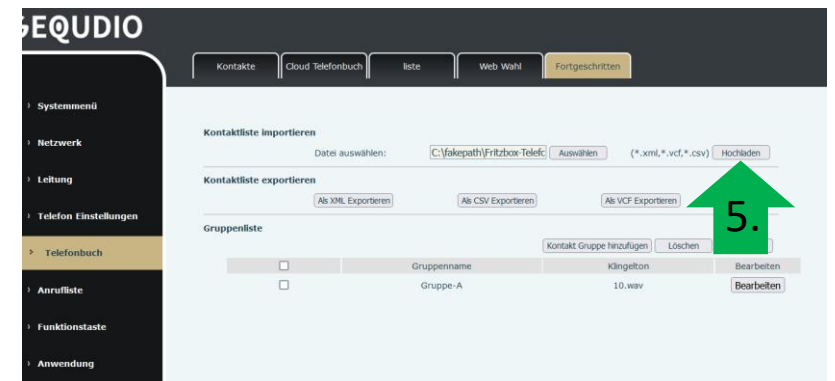 GEQUDIO
Kontakte Cloud Telefonbuch liste Web Wahl Fortgeschritten
Systemmenü
Netzwerk
Leitung
Telefon Einstellungen
Telefonbuch
Anrufliste
Funktionstaste
Anwendung
Kontaktliste importieren
Datei auswählen: C:\fakepath\Fritzbox-Telefc Auswählen (*.xml,*.vcf,*.csv) Hochladen
Kontaktliste exportieren
Als XML Exportieren Als CSV Exportieren Als VCF Exportieren
5.
Gruppenliste
Kontakt Gruppe hinzufügen Löschen
Gruppenname Klingelton Bearbeiten
Gruppe-A 10.wav Bearbeiten